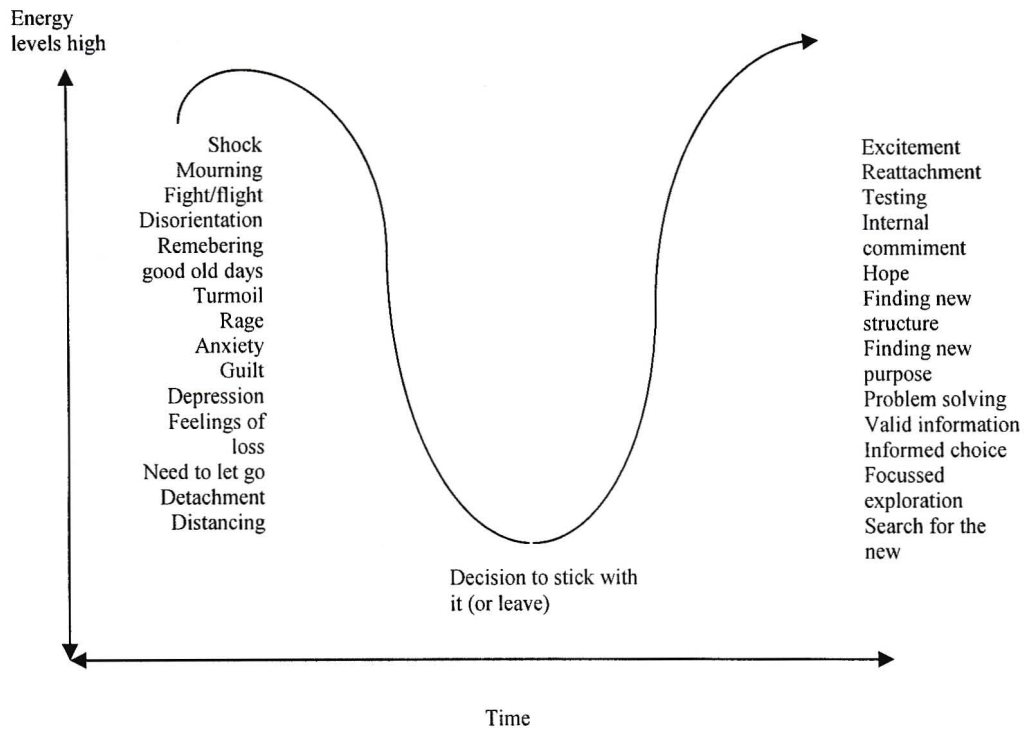 Energy
levels high
Shock
Mourning
Fight/flight
Disorientation
Remebering
good old days
Turmoil
Rage
Anxiety
Guilt
Depression
Feelings of
loss
Need to let go
Detachment
Distancing
Excitement
Reattachment
Testing
Internal
commiment
Hope
Finding new
structure
Finding new
purpose
Problem solving
Valid information
Informed choice
Focussed
exploration
Search for the
new
Decision to stick with
it (or leave)
Time